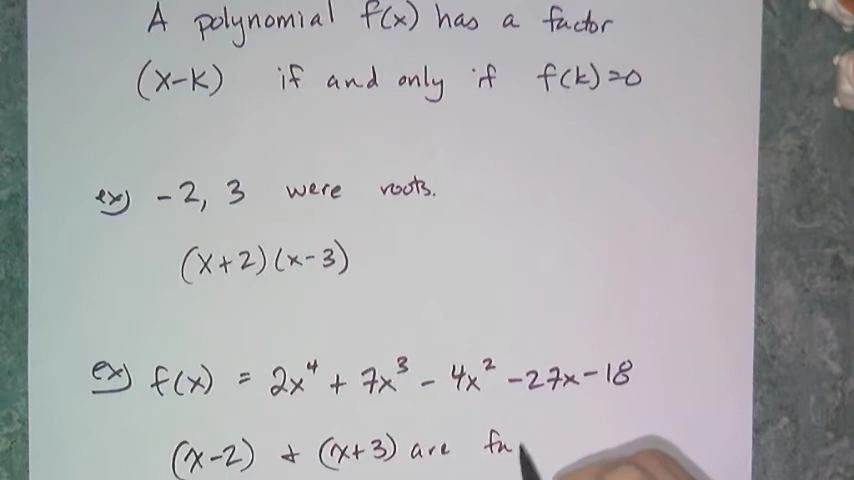 A polynomial f(x) has a factor
(x-k) if and only if f(k)=0
ex) -2, 3 were roots.
(x+2)(x-3)
ex) f(x) = 2x⁴ + 7x³ - 4x² - 27x - 18
(x-2) + (x+3) are fa